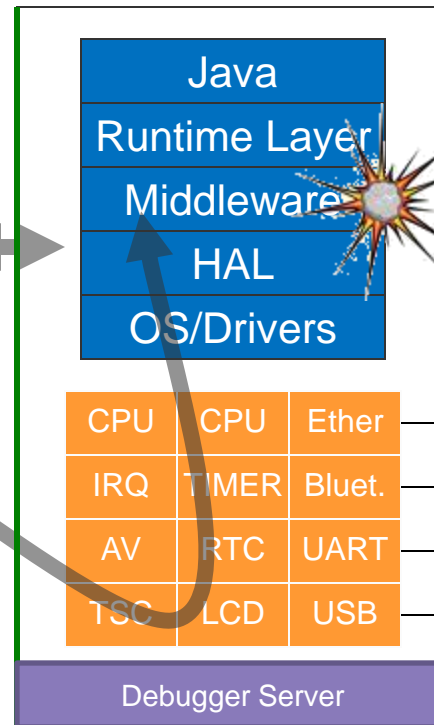 Java
Runtime Layer
Middleware
HAL
OS/Drivers
CPU CPU Ether
IRQ TIMER Bluet.
AV RTC UART
TSC LCD USB
Debugger Server